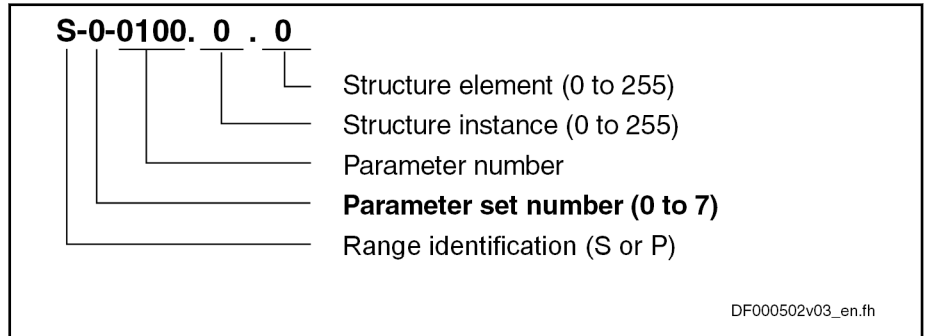 S-0-0100. 0 . 0
Structure element (0 to 255)
Structure instance (0 to 255)
Parameter number
Parameter set number (0 to 7)
Range identification (S or P)
DF000502v03_en.fh